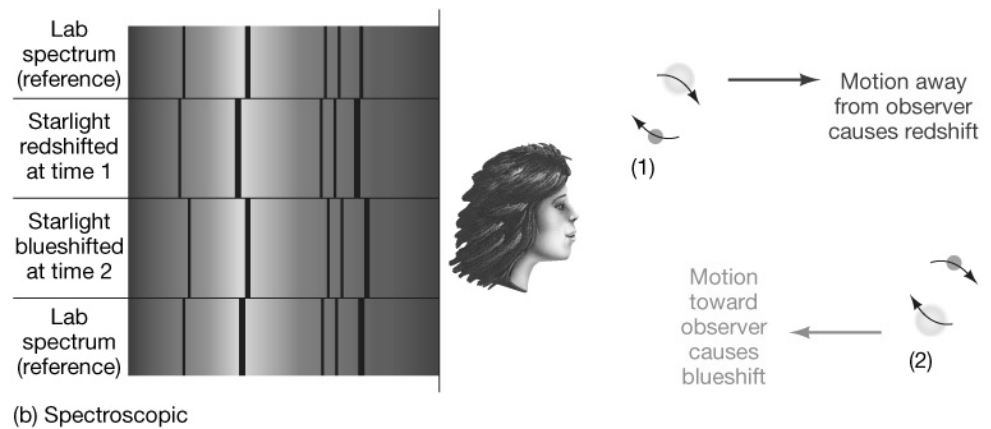 Lab
spectrum
(reference)
Starlight
redshifted
at time 1
Starlight
blueshifted
at time 2
Lab
spectrum
(reference)
(b) Spectroscopic
Motion away
from observer
causes redshift
(1)
Motion
toward
observer
causes
blueshift
(2)